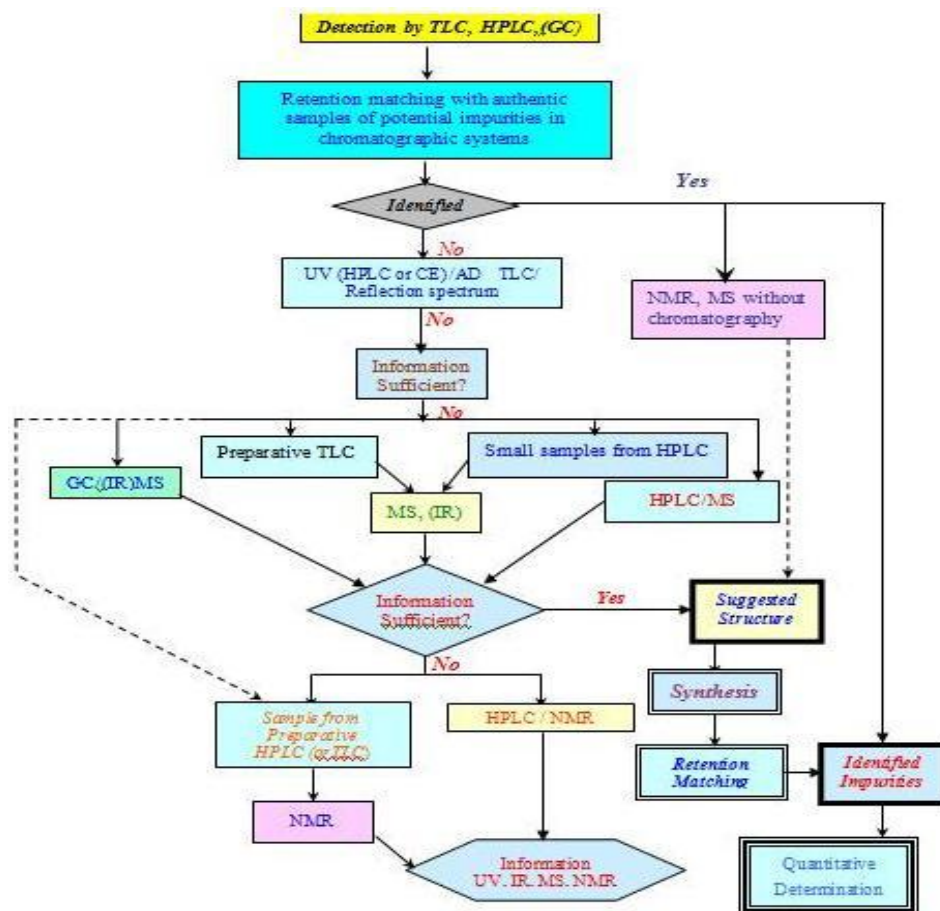 Detection by TLC, HPLC,(GC)
Retention matching with authentic
samples of potential impurities in
chromatographic systems
Yes
Identified
No
UV (HPLC or CE)/AD TLC/
Reflection spectrum
NMR, MS without
chromatography
No
Information
Sufficient?
No
Preparative TLC
Small samples from HPLC
GC/(IR)MS
MS, (IR)
HPLC/MS
Information
Sufficient?
Yes
Suggested
Structure
No
Synthesis
Sample from
Preparative
HPLC (or TLC)
HPLC / NMR
Retention
Matching
Identified
Impurities
NMR
Information
UV. IR. MS. NMR
Quantitative
Determination